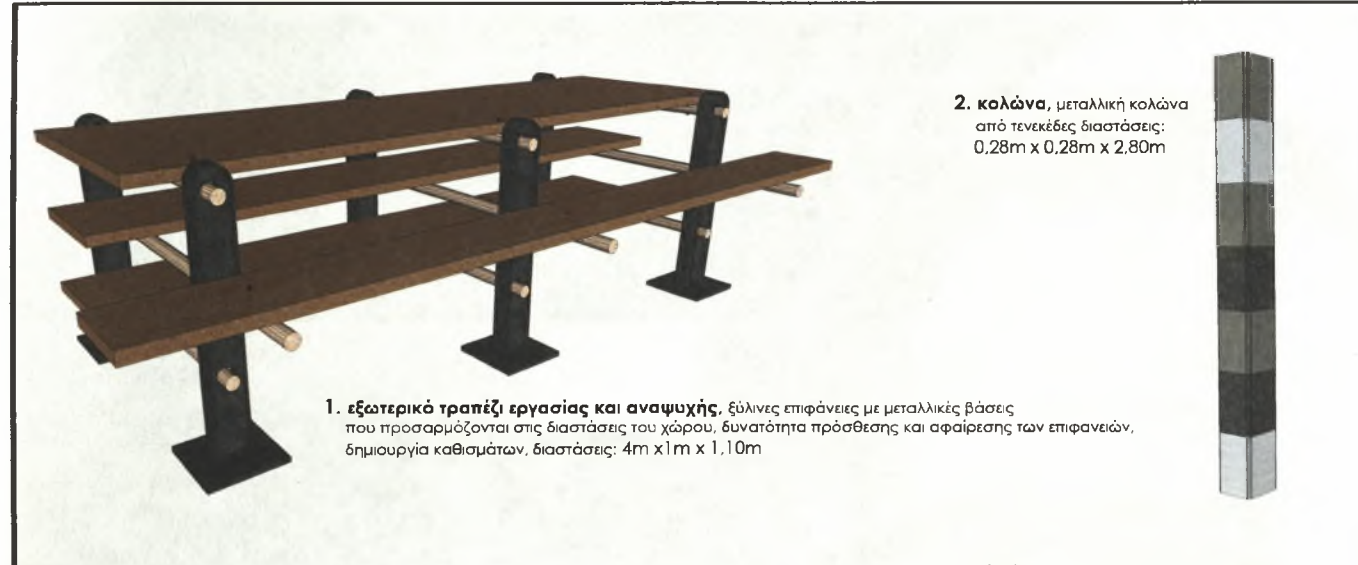 2. κολώνα, μεταλλική κολώνα
από τενεκέδες διαστάσεις:
0,28m x 0,28m x 2,80m
1. εξωτερικό τραπέζι εργασίας και αναψυχής, ξύλινες επιφάνειες με μεταλλικές βάσεις
που προσαρμόζονται στις διαστάσεις του χώρου, δυνατότητα πρόσθεσης και αφαίρεσης των επιφανειών,
δημιουργία καθισμάτων, διαστάσεις: 4m x1m x 1,10m